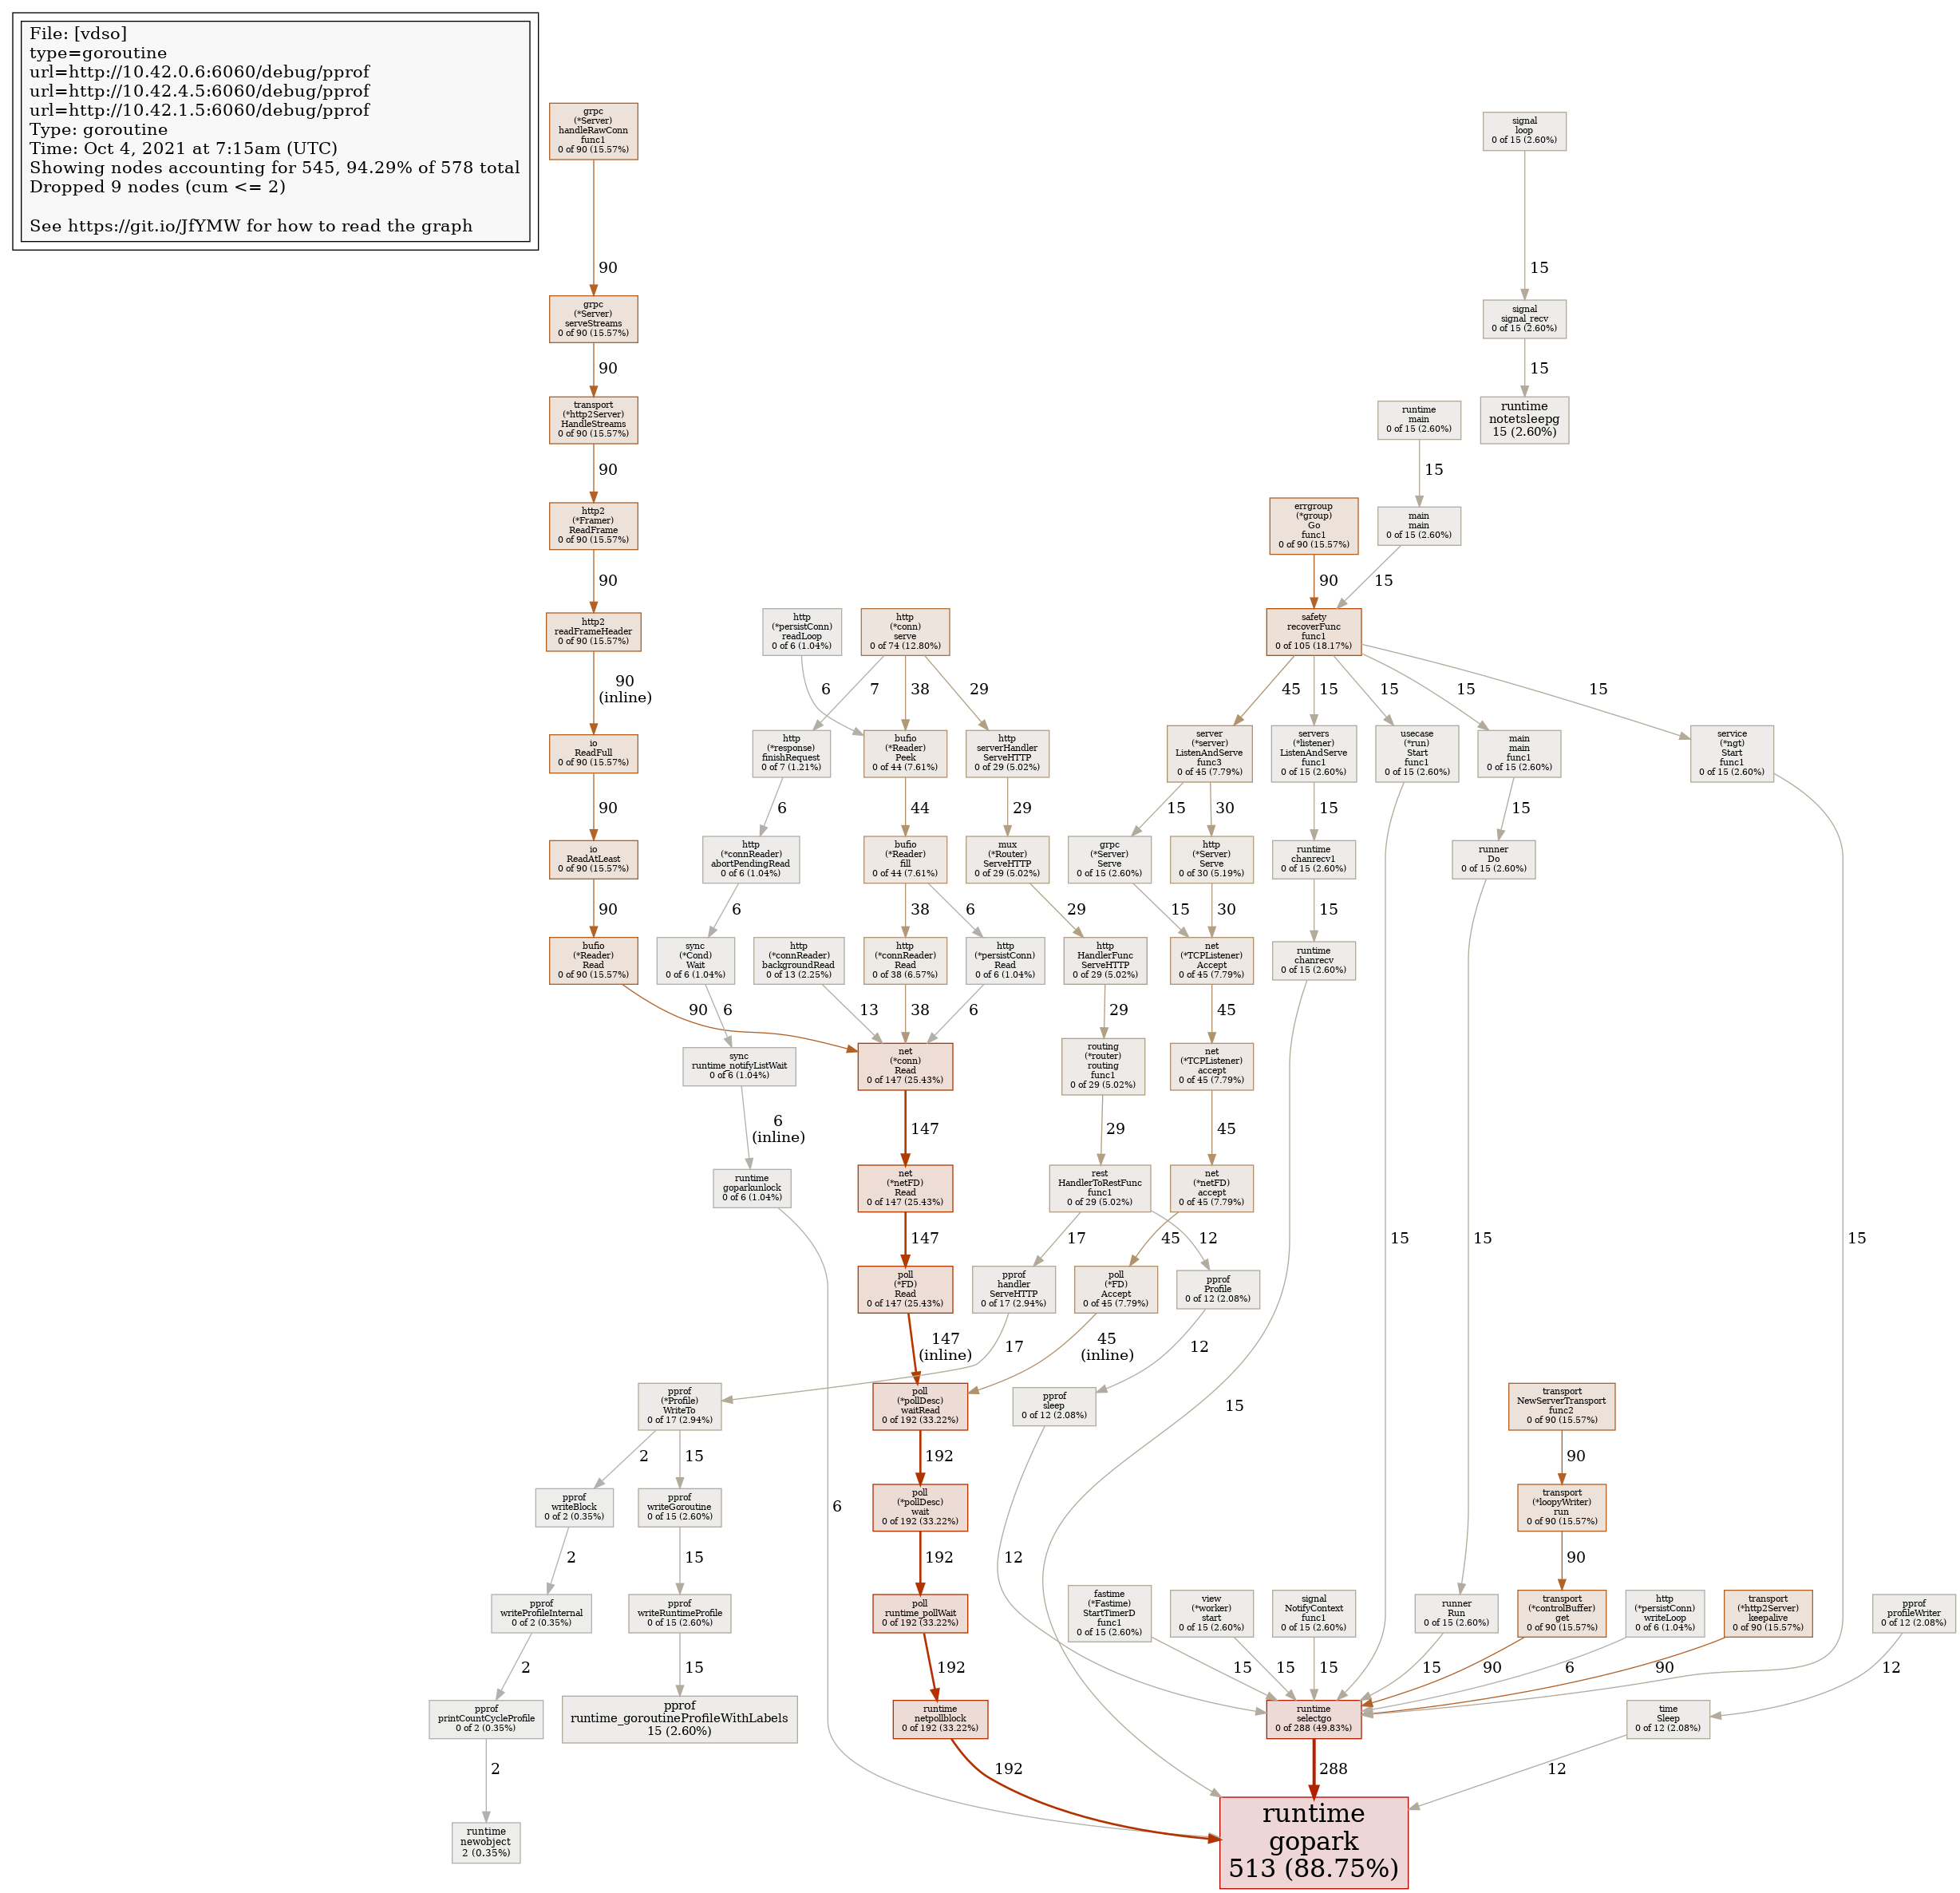 File: [vdso]
type=goroutine
url=http://10.42.0.6:6060/debug/pprof
url=http://10.42.4.5:6060/debug/pprof
url=http://10.42.1.5:6060/debug/pprof
Type: goroutine
Time: Oct 4, 2021 at 7:15am (UTC)
Showing nodes accounting for 545, 94.29% of 578 total
Dropped 9 nodes (cum <= 2)
See https://git.io/JfYMW for how to read the graph
grpc
(*Server)
handleRawConn
func1
0 of 90 (15.57%)
90
grpc
(*Server)
serveStreams
0 of 90 (15.57%)
90
transport
(*http2Server)
HandleStreams
0 of 90 (15.57%)
90
http2
(*Framer)
ReadFrame
0 of 90 (15.57%)
90
http2
readFrameHeader
0 of 90 (15.57%)
90
(inline)
io
ReadFull
0 of 90 (15.57%)
90
io
ReadAtLeast
0 of 90 (15.57%)
90
bufio
(*Reader)
Read
0 of 90 (15.57%)
90
signal
loop
0 of 15 (2.60%)
15
signal
signal_recv
0 of 15 (2.60%)
15
runtime
notetsleepg
15 (2.60%)
runtime
main
0 of 15 (2.60%)
15
main
main
0 of 15 (2.60%)
15
errgroup
(*group)
Go
func1
0 of 90 (15.57%)
90
safety
recoverFunc
func1
0 of 105 (18.17%)
45
15
15
15
15
http
(*persistConn)
readLoop
0 of 6 (1.04%)
6
http
(*conn)
serve
0 of 74 (12.80%)
7
38
29
http
(*response)
finishRequest
0 of 7 (1.21%)
6
bufio
(*Reader)
Peek
0 of 44 (7.61%)
44
http
serverHandler
ServeHTTP
0 of 29 (5.02%)
29
server
(*server)
ListenAndServe
func3
0 of 45 (7.79%)
15
30
servers
(*listener)
ListenAndServe
func1
0 of 15 (2.60%)
15
usecase
(*run)
Start
func1
0 of 15 (2.60%)
15
main
main
func1
0 of 15 (2.60%)
15
service
(*ngt)
Start
func1
0 of 15 (2.60%)
15
http
(*connReader)
abortPendingRead
0 of 6 (1.04%)
6
bufio
(*Reader)
fill
0 of 44 (7.61%)
38
6
mux
(*Router)
ServeHTTP
0 of 29 (5.02%)
29
grpc
(*Server)
Serve
0 of 15 (2.60%)
15
http
(*Server)
Serve
0 of 30 (5.19%)
30
runtime
chanrecv1
0 of 15 (2.60%)
15
runner
Do
0 of 15 (2.60%)
15
sync
(*Cond)
Wait
0 of 6 (1.04%)
6
http
(*connReader)
backgroundRead
0 of 13 (2.25%)
13
http
(*connReader)
Read
0 of 38 (6.57%)
38
http
(*persistConn)
Read
0 of 6 (1.04%)
6
http
HandlerFunc
ServeHTTP
0 of 29 (5.02%)
29
net
(*TCPListener)
Accept
0 of 45 (7.79%)
45
runtime
chanrecv
0 of 15 (2.60%)
15
sync
runtime_notifyListWait
0 of 6 (1.04%)
6
(inline)
net
(*conn)
Read
0 of 147 (25.43%)
147
routing
(*router)
routing
func1
0 of 29 (5.02%)
29
net
(*TCPListener)
accept
0 of 45 (7.79%)
45
runtime
goparkunlock
0 of 6 (1.04%)
6
net
(*netFD)
Read
0 of 147 (25.43%)
147
rest
HandlerToRestFunc
func1
0 of 29 (5.02%)
17
12
net
(*netFD)
accept
0 of 45 (7.79%)
45
poll
(*FD)
Read
0 of 147 (25.43%)
147
(inline)
pprof
handler
ServeHTTP
0 of 17 (2.94%)
17
poll
(*FD)
Accept
0 of 45 (7.79%)
45
(inline)
pprof
Profile
0 of 12 (2.08%)
12
pprof
(*Profile)
WriteTo
0 of 17 (2.94%)
2
15
poll
(*pollDesc)
waitRead
0 of 192 (33.22%)
192
pprof
sleep
0 of 12 (2.08%)
12
transport
NewServerTransport
func2
0 of 90 (15.57%)
90
pprof
writeBlock
0 of 2 (0.35%)
2
pprof
writeGoroutine
0 of 15 (2.60%)
15
poll
(*pollDesc)
wait
0 of 192 (33.22%)
192
transport
(*loopyWriter)
run
0 of 90 (15.57%)
90
pprof
writeProfileInternal
0 of 2 (0.35%)
2
pprof
writeRuntimeProfile
0 of 15 (2.60%)
15
poll
runtime_pollWait
0 of 192 (33.22%)
192
fastime
(*Fastime)
StartTimerD
func1
0 of 15 (2.60%)
15
view
(*worker)
start
0 of 15 (2.60%)
15
signal
NotifyContext
func1
0 of 15 (2.60%)
15
runner
Run
0 of 15 (2.60%)
15
transport
(*controlBuffer)
get
0 of 90 (15.57%)
90
http
(*persistConn)
writeLoop
0 of 6 (1.04%)
6
transport
(*http2Server)
keepalive
0 of 90 (15.57%)
90
pprof
profileWriter
0 of 12 (2.08%)
12
pprof
printCountCycleProfile
0 of 2 (0.35%)
2
pprof
runtime_goroutineProfileWithLabels
15 (2.60%)
runtime
netpollblock
0 of 192 (33.22%)
192
runtime
selectgo
0 of 288 (49.83%)
288
time
Sleep
0 of 12 (2.08%)
12
runtime
newobject
2 (0.35%)
runtime
gopark
513 (88.75%)